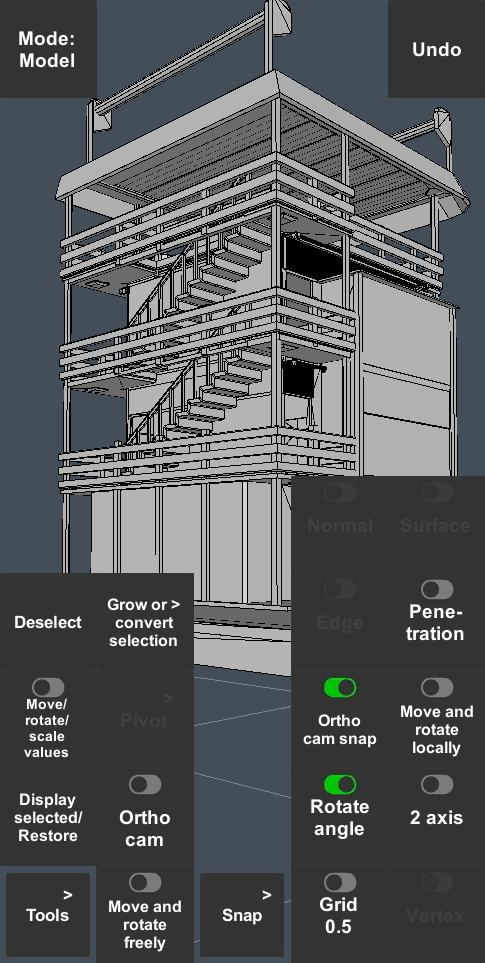 Mode:
Model
Undo
Normal
Surface
Deselect
Grow or >
convert
selection
Edge
Pene-
tration
Move/
rotate/
scale
values
>
Pivot
Ortho
cam snap
Move and
rotate
locally
Display
selected/
Restore
Ortho
cam
Rotate
angle
2 axis
>
Tools
Move and
rotate
freely
>
Snap
Grid
0.5
Vertex